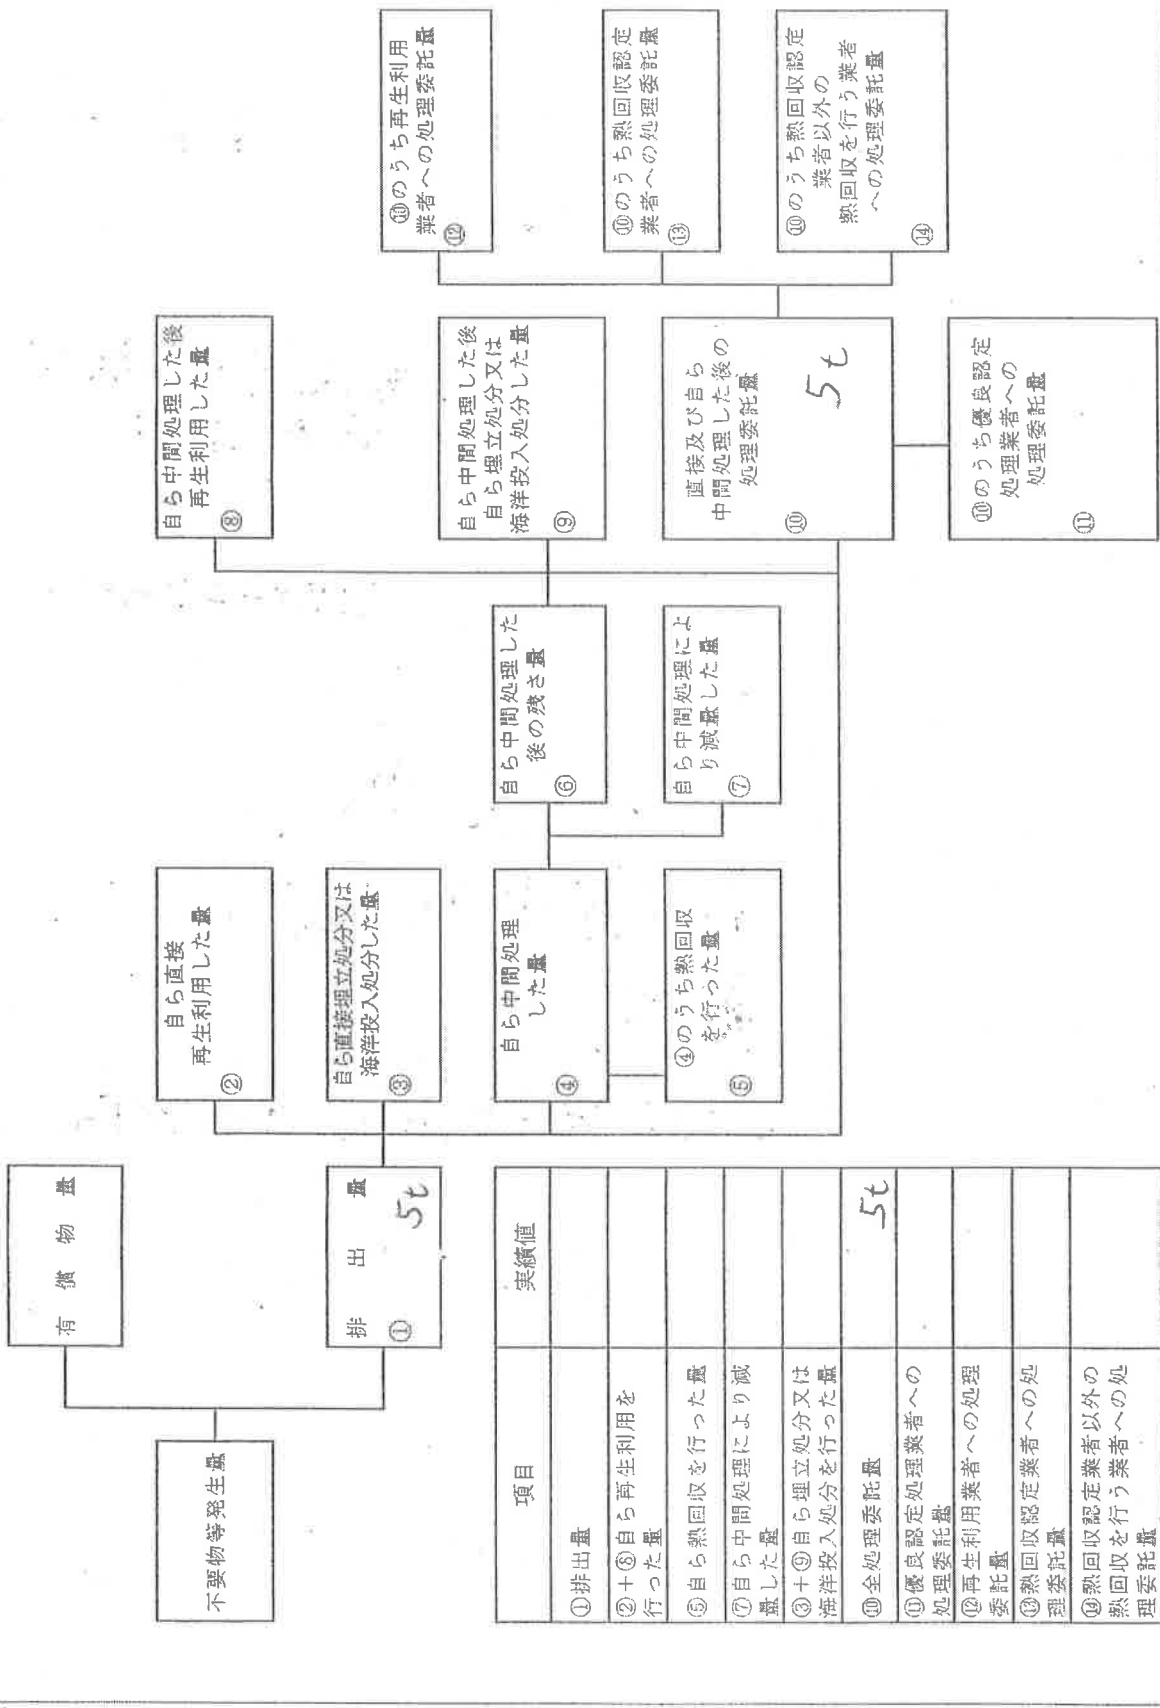 不要物等発生量
有償物量
排出量
①
5t
自ら直接
再生利用した量
②
自ら直接埋立処分又は
海洋投入処分した量
③
自ら中間処理
した量
④
④のうち熱回収
を行った量
⑤
自ら中間処理した
後の残さ量
⑥
自ら中間処理によ
り減量した量
⑦
自ら中間処理した後
再生利用した量
⑧
自ら中間処理した後
自ら埋立処分又は
海洋投入処分した量
⑨
直接及び自ら
中間処理した後の
処理委託量
⑩
5t
⑩のうち優良認定
処理業者への
処理委託量
⑪
⑩のうち再生利用
業者への処理委託量
⑫
⑩のうち熱回収認定
業者への処理委託量
⑬
⑩のうち熱回収認定
業者以外の
熱回収を行う業者
への処理委託量
⑭
項目 実績値
①排出量
②+⑧自ら再生利用を
行った量
⑤自ら熱回収を行った量
⑦自ら中間処理により減
量した量
③+⑨自ら埋立処分又は
海洋投入処分を行った量
⑩全処理委託量 5t
⑪優良認定処理業者への
処理委託量
⑫再生利用業者への処理
委託量
⑬熱回収認定業者への処
理委託量
⑭熱回収認定業者以外の
熱回収を行う業者への処
理委託量